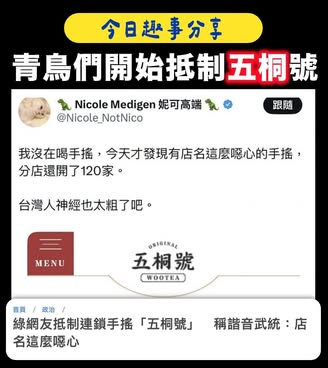 今日趣事分享
青鳥們開始抵制五桐號
🦖 Nicole Medigen 妮可高端 🦖
跟隨
@Nicole_NotNico
我沒在喝手搖，今天才發現有店名這麼噁心的手搖，
分店還開了120家。
台灣人神經也太粗了吧。
MENU
ORIGINAL
五桐號
WOOTEA
首頁 / 政治 /
綠網友抵制連鎖手搖「五桐號」 稱諧音武統：店
名這麼噁心